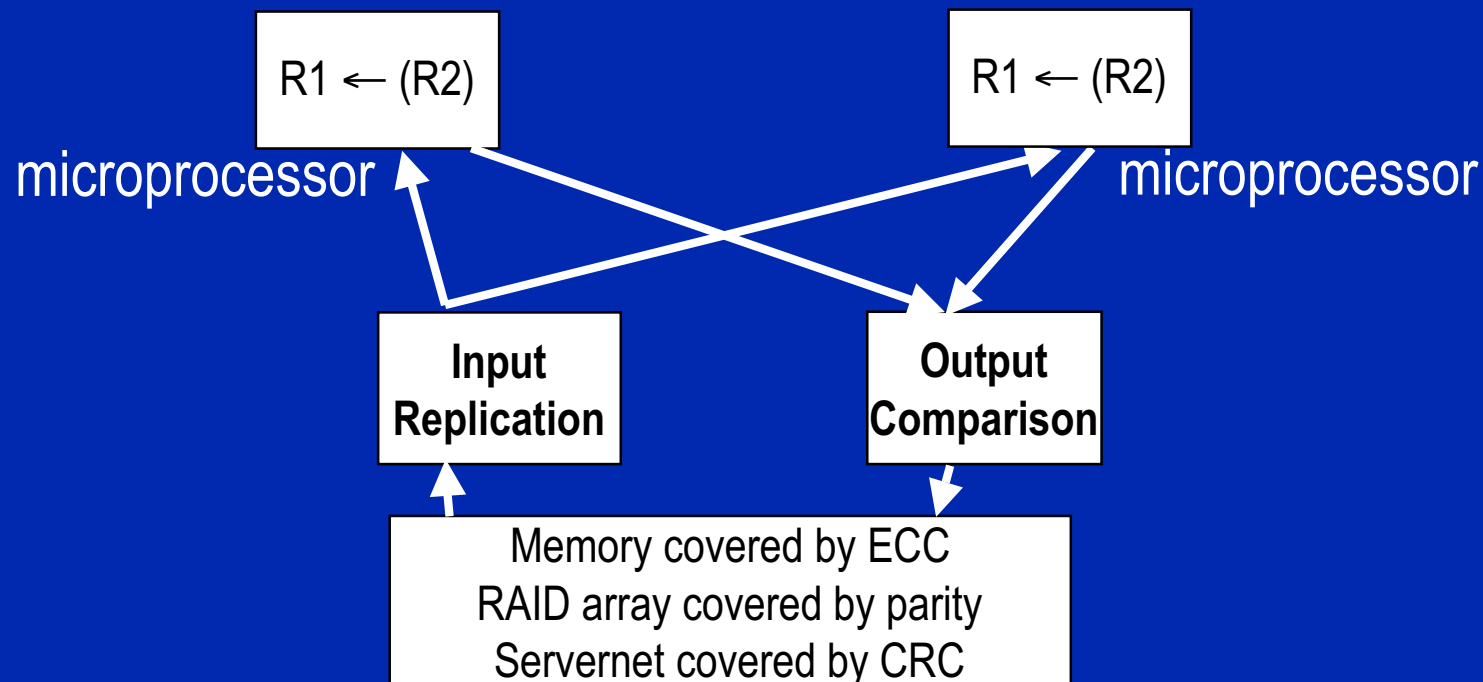 R1 ← (R2)
R1 ← (R2)
microprocessor
microprocessor
Input
Replication
Output
Comparison
Memory covered by ECC
RAID array covered by parity
Servernet covered by CRC